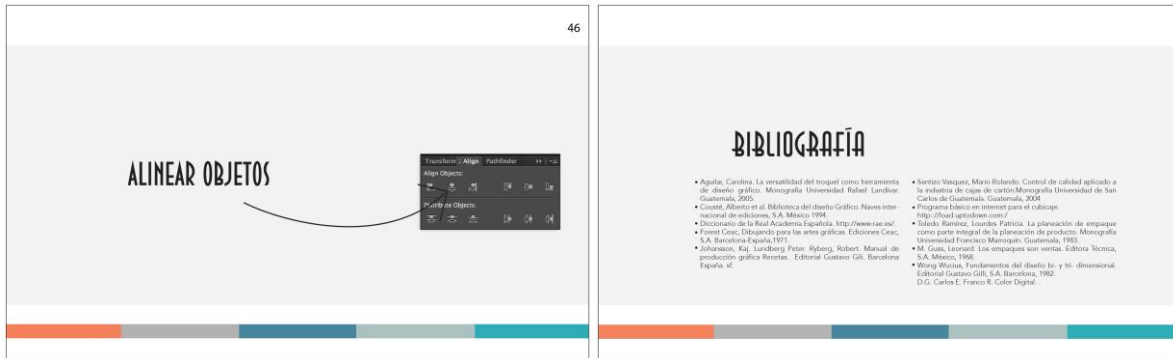 46
ALINEAR OBJETOS
Transform Align Pathfinder
Align Objects:
Distribute Objects:
BIBLIOGRAFÍA
• Aguilar, Carolina. La versatilidad del troquel como herramienta
de diseño gráfico. Monografía Universidad Rafael Landivar.
Guatemala, 2005.
• Cousté, Alberto et al. Biblioteca del diseño Gráfico. Naves inter-
nacional de ediciones, S.A. México 1994.
• Diccionario de la Real Academia Española. http://www.rae.es/
• Forest Ceac, Dibujando para las artes gráficas. Ediciones Ceac,
S.A. Barcelona-España,1971.
• Johansson, Kaj. Lundberg Peter. Ryberg, Robert. Manual de
producción gráfica Recetas. Editorial Gustavo Gili. Barcelona
España. sf.
• Santizo Vasquez, Mario Rolando. Control de calidad aplicado a
la industria de cajas de cartón.Monografía Universidad de San
Carlos de Guatemala. Guatemala, 2004
• Programa básico en internet para el cubicaje.
http://load.uptodown.com:/
• Toledo Ramínez, Lourdes Patricia. La planeación de empaque
como parte integral de la planeación de producto. Monografía
Universidad Francisco Marroquín. Guatemala, 1983.
• M. Guss, Leonard. Los empaques son ventas. Editora Técnica,
S.A. México, 1968.
• Wong Wucius, Fundamentos del diseño bi- y tri- dimensional.
Editorial Gustavo Gilli, S.A. Barcelona, 1982.
D.G. Carlos E. Franco R. Color Digital. .